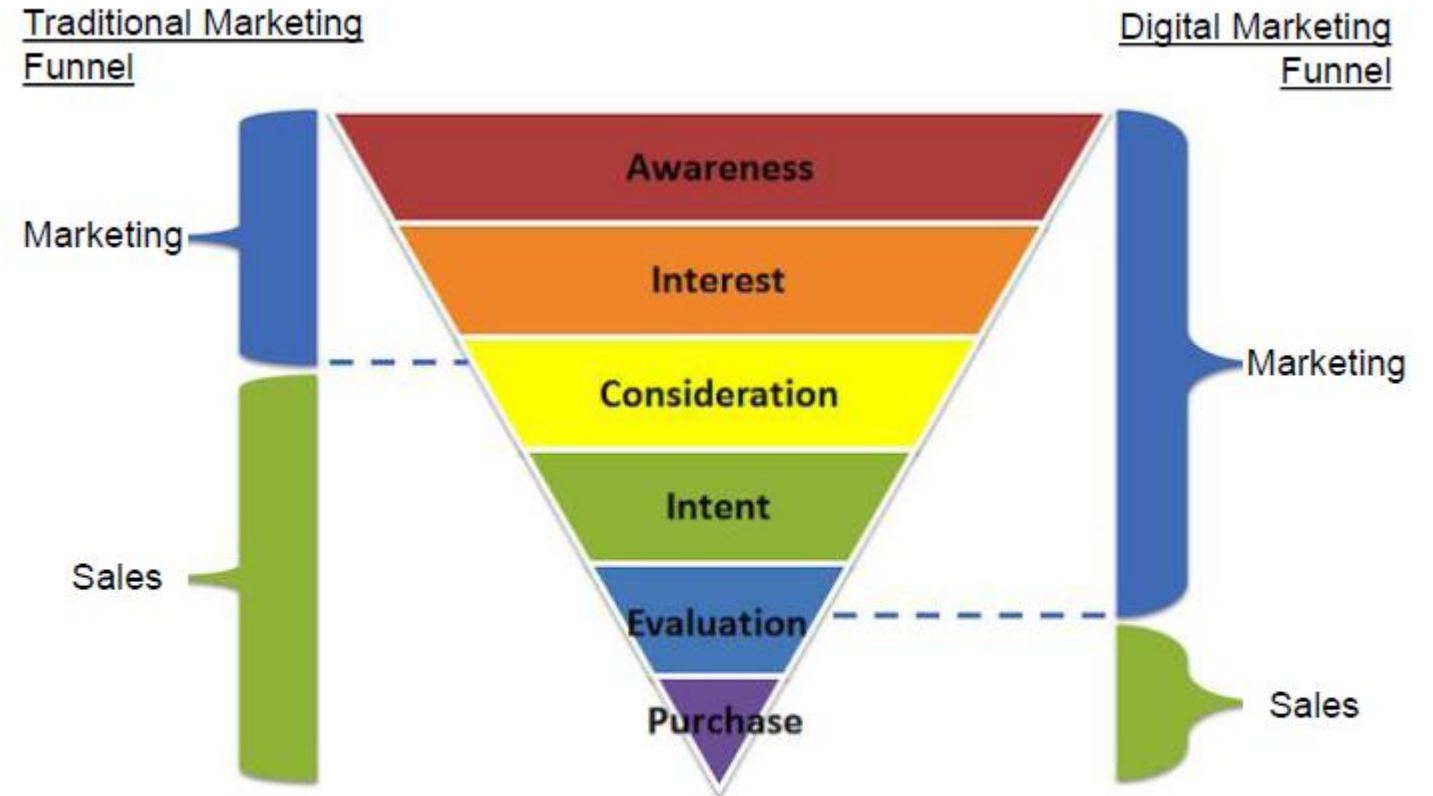 Traditional Marketing
Funnel
Digital Marketing
Funnel
Awareness
Marketing
Interest
Marketing
Consideration
Intent
Sales
Evaluation
Sales
Purchase